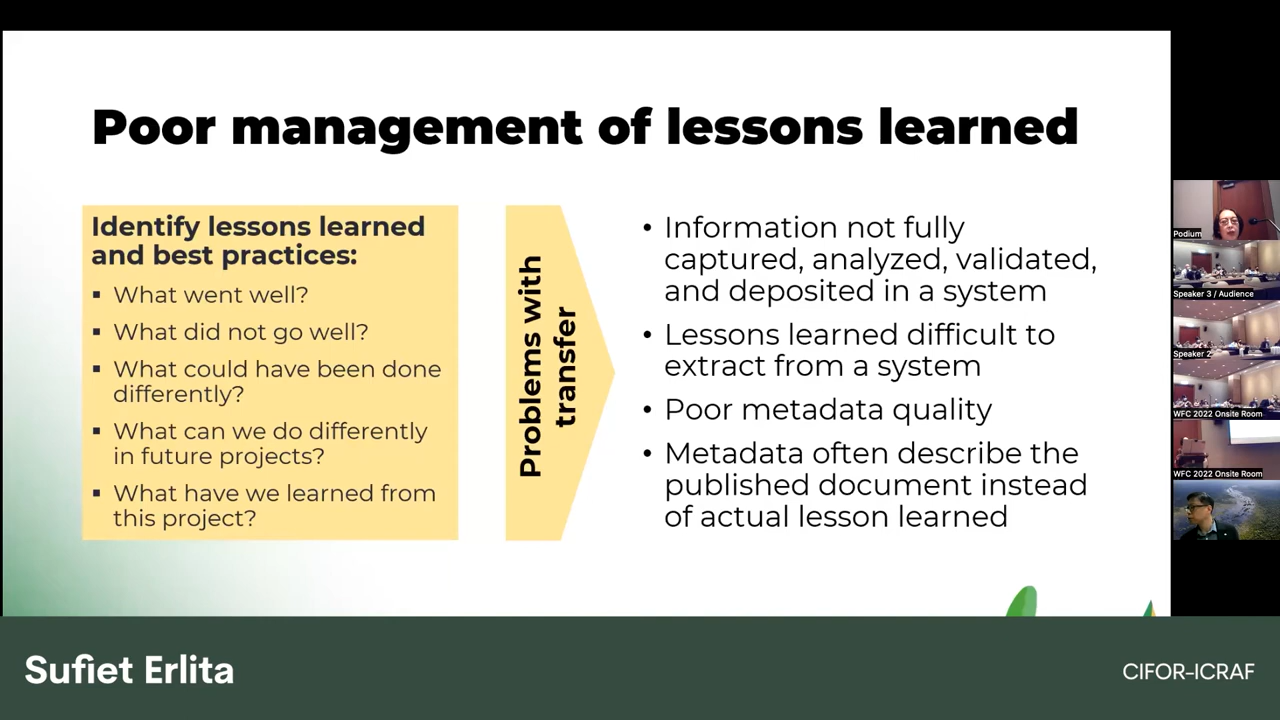 Poor management of lessons learned
Identify lessons learned
and best practices:
▪ What went well?
▪ What did not go well?
▪ What could have been done
differently?
▪ What can we do differently
in future projects?
▪ What have we learned from
this project?
Problems with
transfer
• Information not fully
captured, analyzed, validated,
and deposited in a system
• Lessons learned difficult to
extract from a system
• Poor metadata quality
• Metadata often describe the
published document instead
of actual lesson learned
Podium
Speaker 3 / Audience
Speaker 2
WFC 2022 Onsite Room
WFC 2022 Onsite Room
Sufiet Erlita
CIFOR-ICRAF